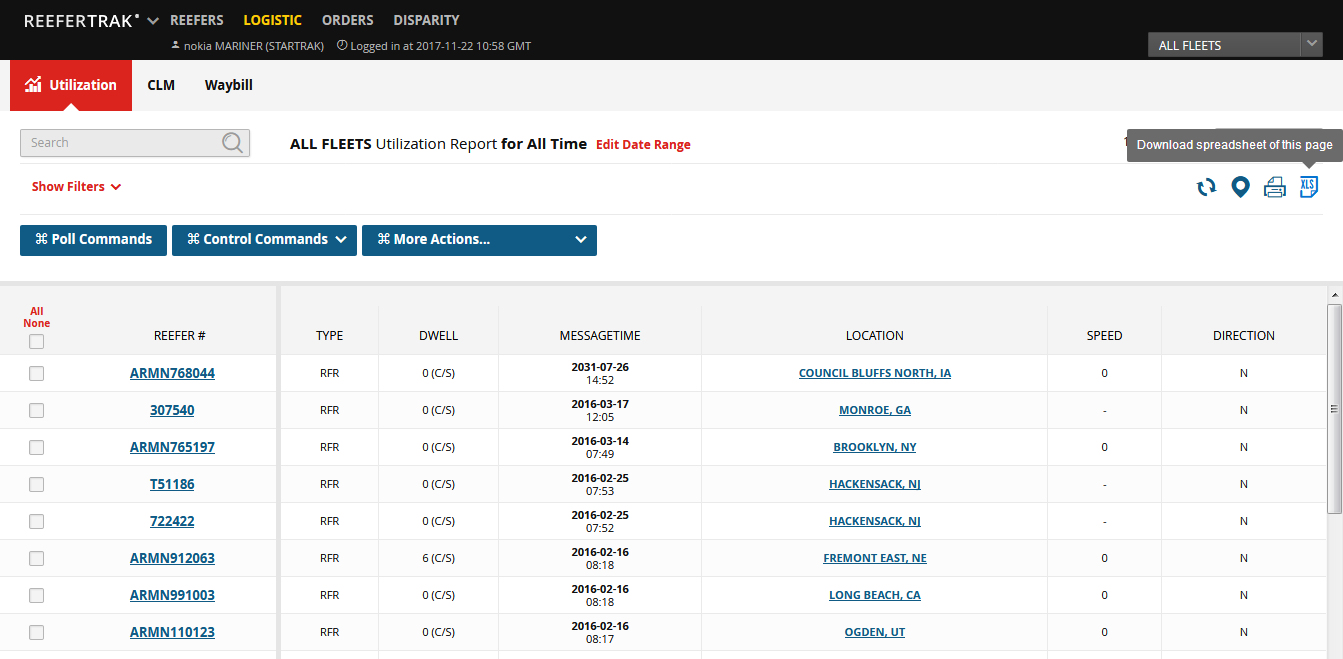 REEFERTRAK REEFERS LOGISTIC ORDERS DISPARITY
nokia MARINER (STARTRAK) Logged in at 2017-11-22 10:58 GMT
ALL FLEETS
Utilization CLM Waybill
Search
ALL FLEETS Utilization Report for All Time Edit Date Range
Download spreadsheet of this page
Show Filters
XLS
⌘ Poll Commands ⌘ Control Commands ⌘ More Actions...
All
None
REEFER # TYPE DWELL MESSAGETIME LOCATION SPEED DIRECTION
ARMN768044 RFR 0 (C/S) 2031-07-26 14:52 COUNCIL BLUFFS NORTH, IA 0 N
307540 RFR 0 (C/S) 2016-03-17 12:05 MONROE, GA - N
ARMN765197 RFR 0 (C/S) 2016-03-14 07:49 BROOKLYN, NY 0 N
T51186 RFR 0 (C/S) 2016-02-25 07:53 HACKENSACK, NJ - N
722422 RFR 0 (C/S) 2016-02-25 07:52 HACKENSACK, NJ - N
ARMN912063 RFR 6 (C/S) 2016-02-16 08:18 FREMONT EAST, NE 0 N
ARMN991003 RFR 0 (C/S) 2016-02-16 08:18 LONG BEACH, CA 0 N
ARMN110123 RFR 0 (C/S) 2016-02-16 08:17 OGDEN, UT 0 N